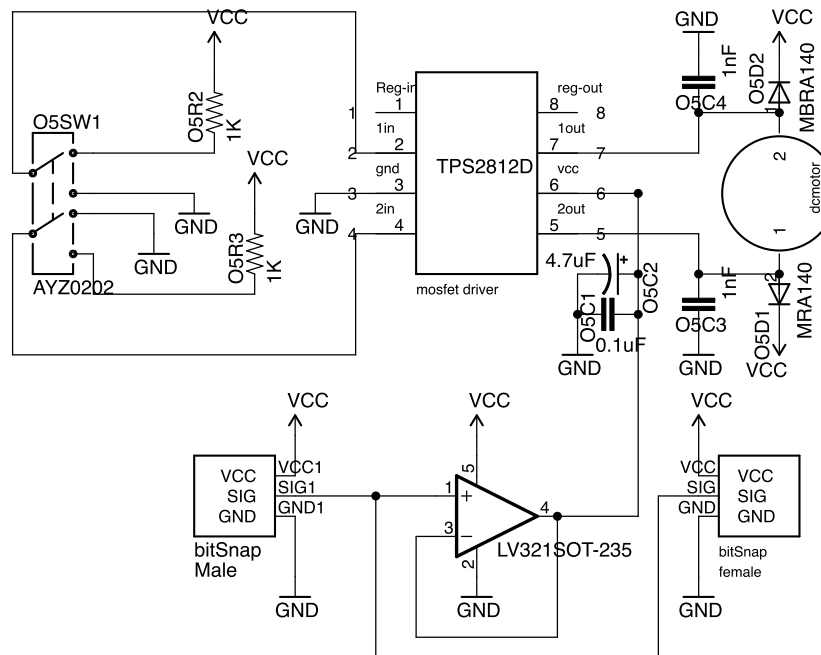 VCC
O5R2
1K
O5SW1
VCC
GND
GND
O5R3
1K
AYZ0202
Reg-in
1
1
1in
2
2
gnd
3
3
2in
4
4
GND
TPS2812D
mosfet driver
reg-out
8
8
1out
7
7
vcc
6
6
2out
5
5
GND
1nF
O5C4
VCC
O5D2
MBRA140
1
2
dcmotor
1
4.7uF
+
O5C2
O5C1
0.1uF
GND
1nF
O5C3
GND
2
MRA140
O5D1
VCC
VCC
VCC
SIG
GND
VCC1
SIG1
GND1
bitSnap
Male
GND
VCC
5
1
+
3
−
4
2
LV321SOT-235
GND
VCC
VCC
SIG
GND
VCC
SIG
GND
bitSnap
female
GND